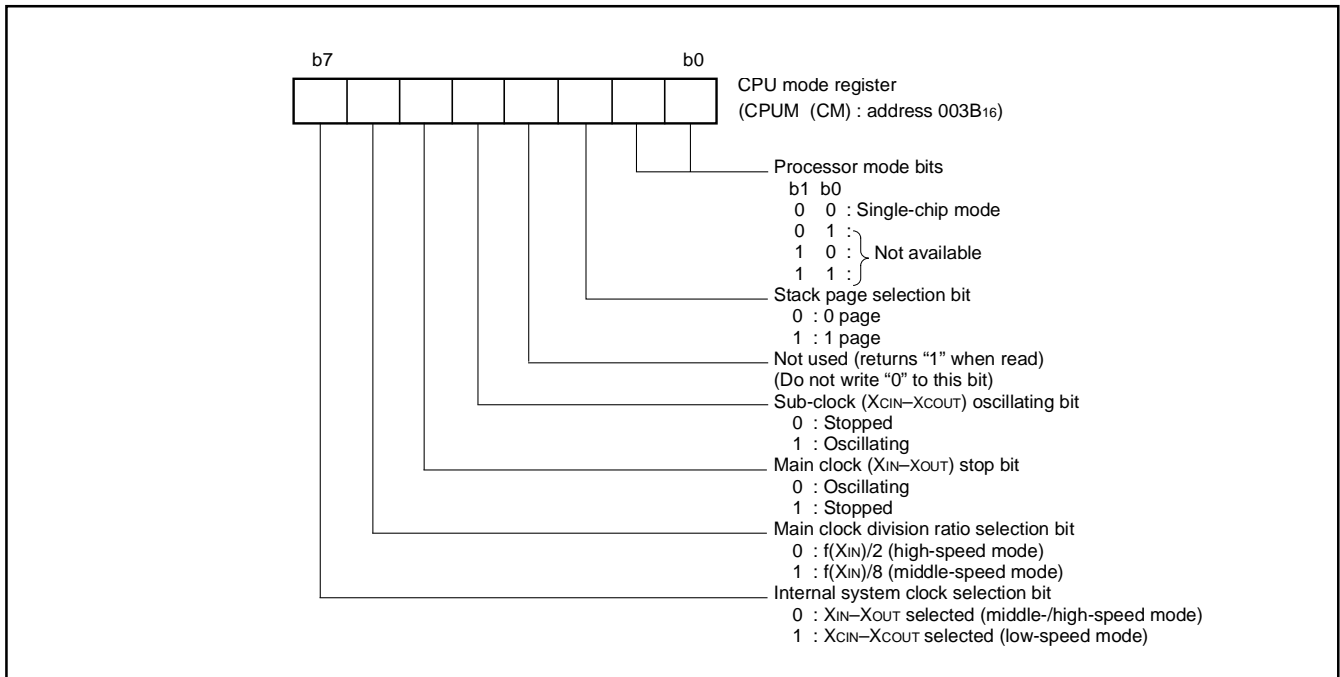 b7 b0
CPU mode register
(CPUM (CM) : address 003B16)
Processor mode bits
b1 b0
0 0 : Single-chip mode
0 1 :
1 0 : Not available
1 1 :
Stack page selection bit
0 : 0 page
1 : 1 page
Not used (returns “1” when read)
(Do not write “0” to this bit)
Sub-clock (XCIN–XCOUT) oscillating bit
0 : Stopped
1 : Oscillating
Main clock (XIN–XOUT) stop bit
0 : Oscillating
1 : Stopped
Main clock division ratio selection bit
0 : f(XIN)/2 (high-speed mode)
1 : f(XIN)/8 (middle-speed mode)
Internal system clock selection bit
0 : XIN–XOUT selected (middle-/high-speed mode)
1 : XCIN–XCOUT selected (low-speed mode)